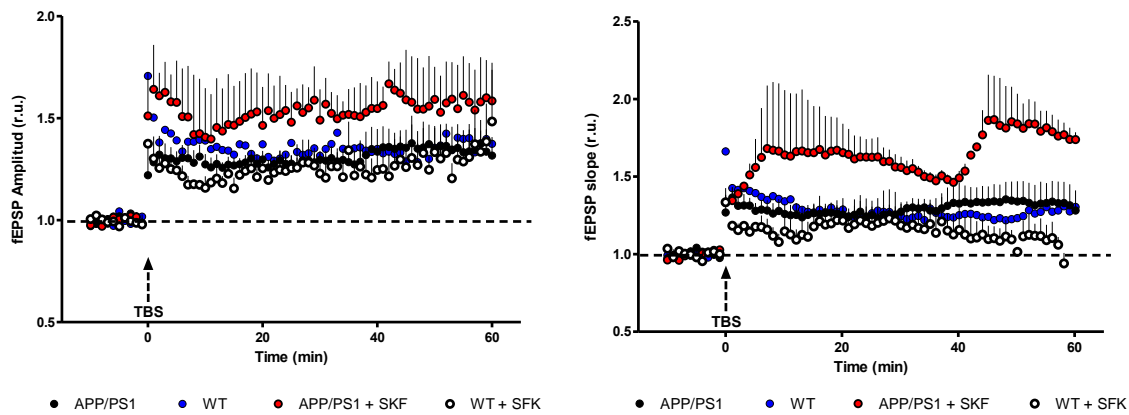 fEPSP Amplitud (r.u.)
2.0
1.5
1.0
0.5
TBS
0 20 40 60
Time (min)
APP/PS1 WT APP/PS1 + SKF WT + SFK
fEPSP slope (r.u.)
2.5
2.0
1.5
1.0
0.5
TBS
0 20 40 60
Time (min)
APP/PS1 WT APP/PS1 + SKF WT + SFK